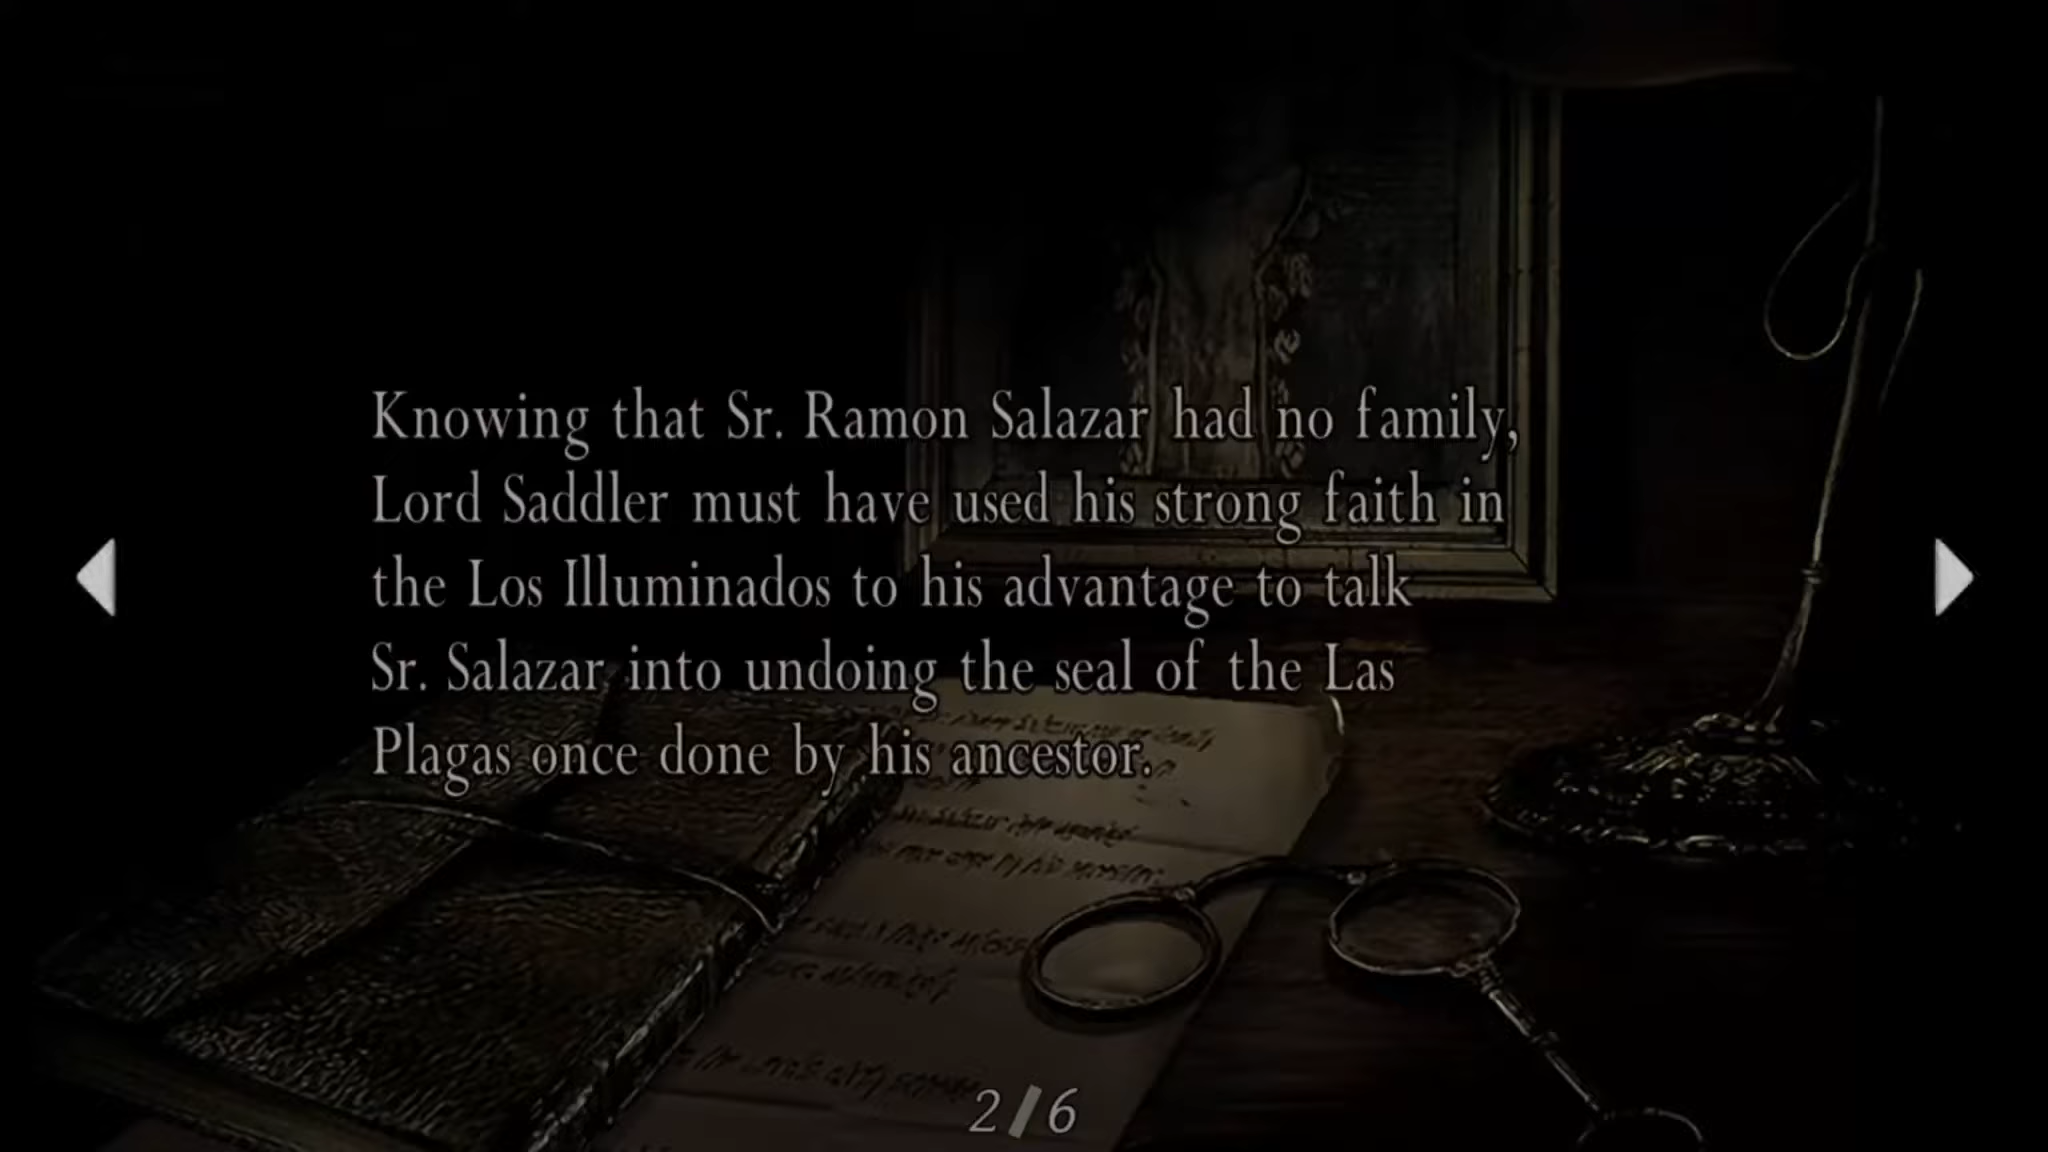 Knowing that Sr. Ramon Salazar had no family,
Lord Saddler must have used his strong faith in
the Los Illuminados to his advantage to talk
Sr. Salazar into undoing the seal of the Las
Plagas once done by his ancestor.
2/6